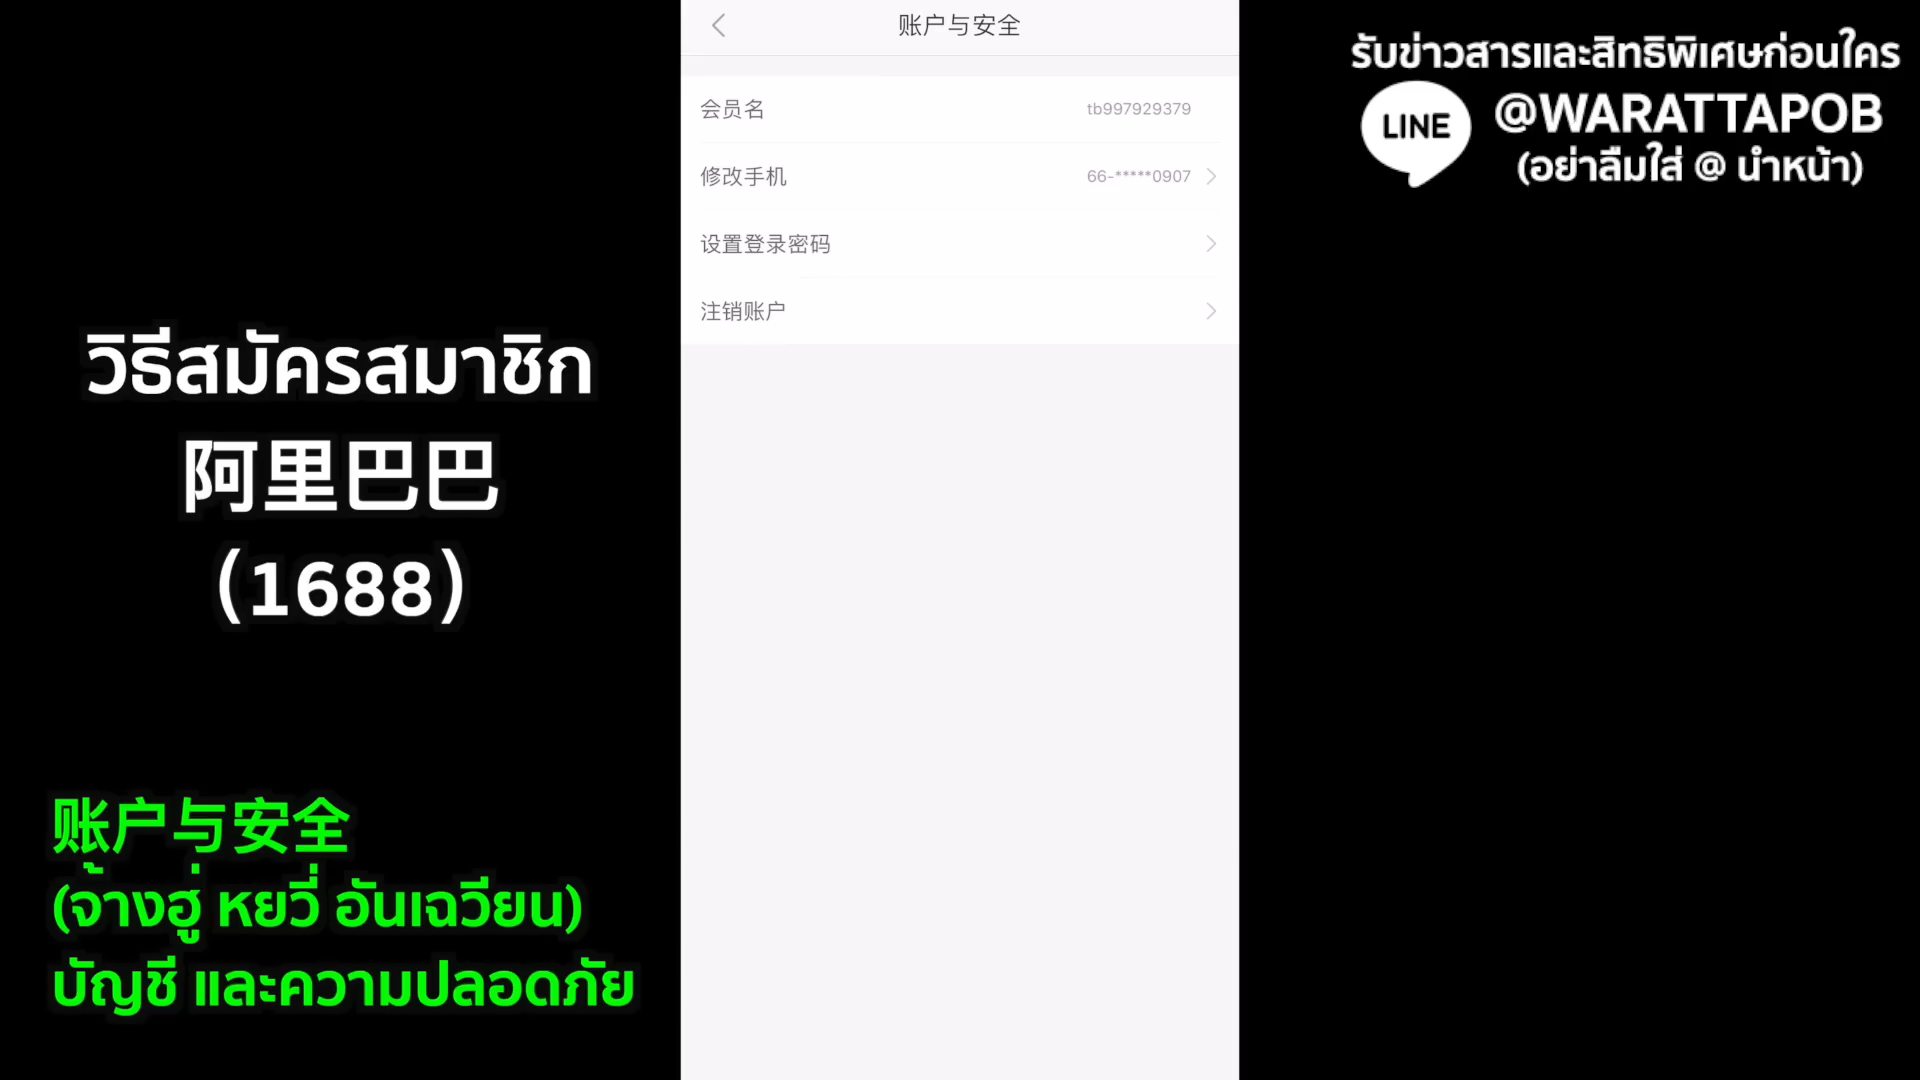 วิธีสมัครสมาชิก
阿里巴巴
(1688)
账户与安全
(จ้างฮู่ หยวี่ อันเฉวียน)
บัญชี และความปลอดภัย
账户与安全
会员名 tb997929379
修改手机 66-*****0907
设置登录密码
注销账户
รับข่าวสารและสิทธิพิเศษก่อนใคร
LINE @WARATTAPOB
(อย่าลืมใส่ @ นำหน้า)